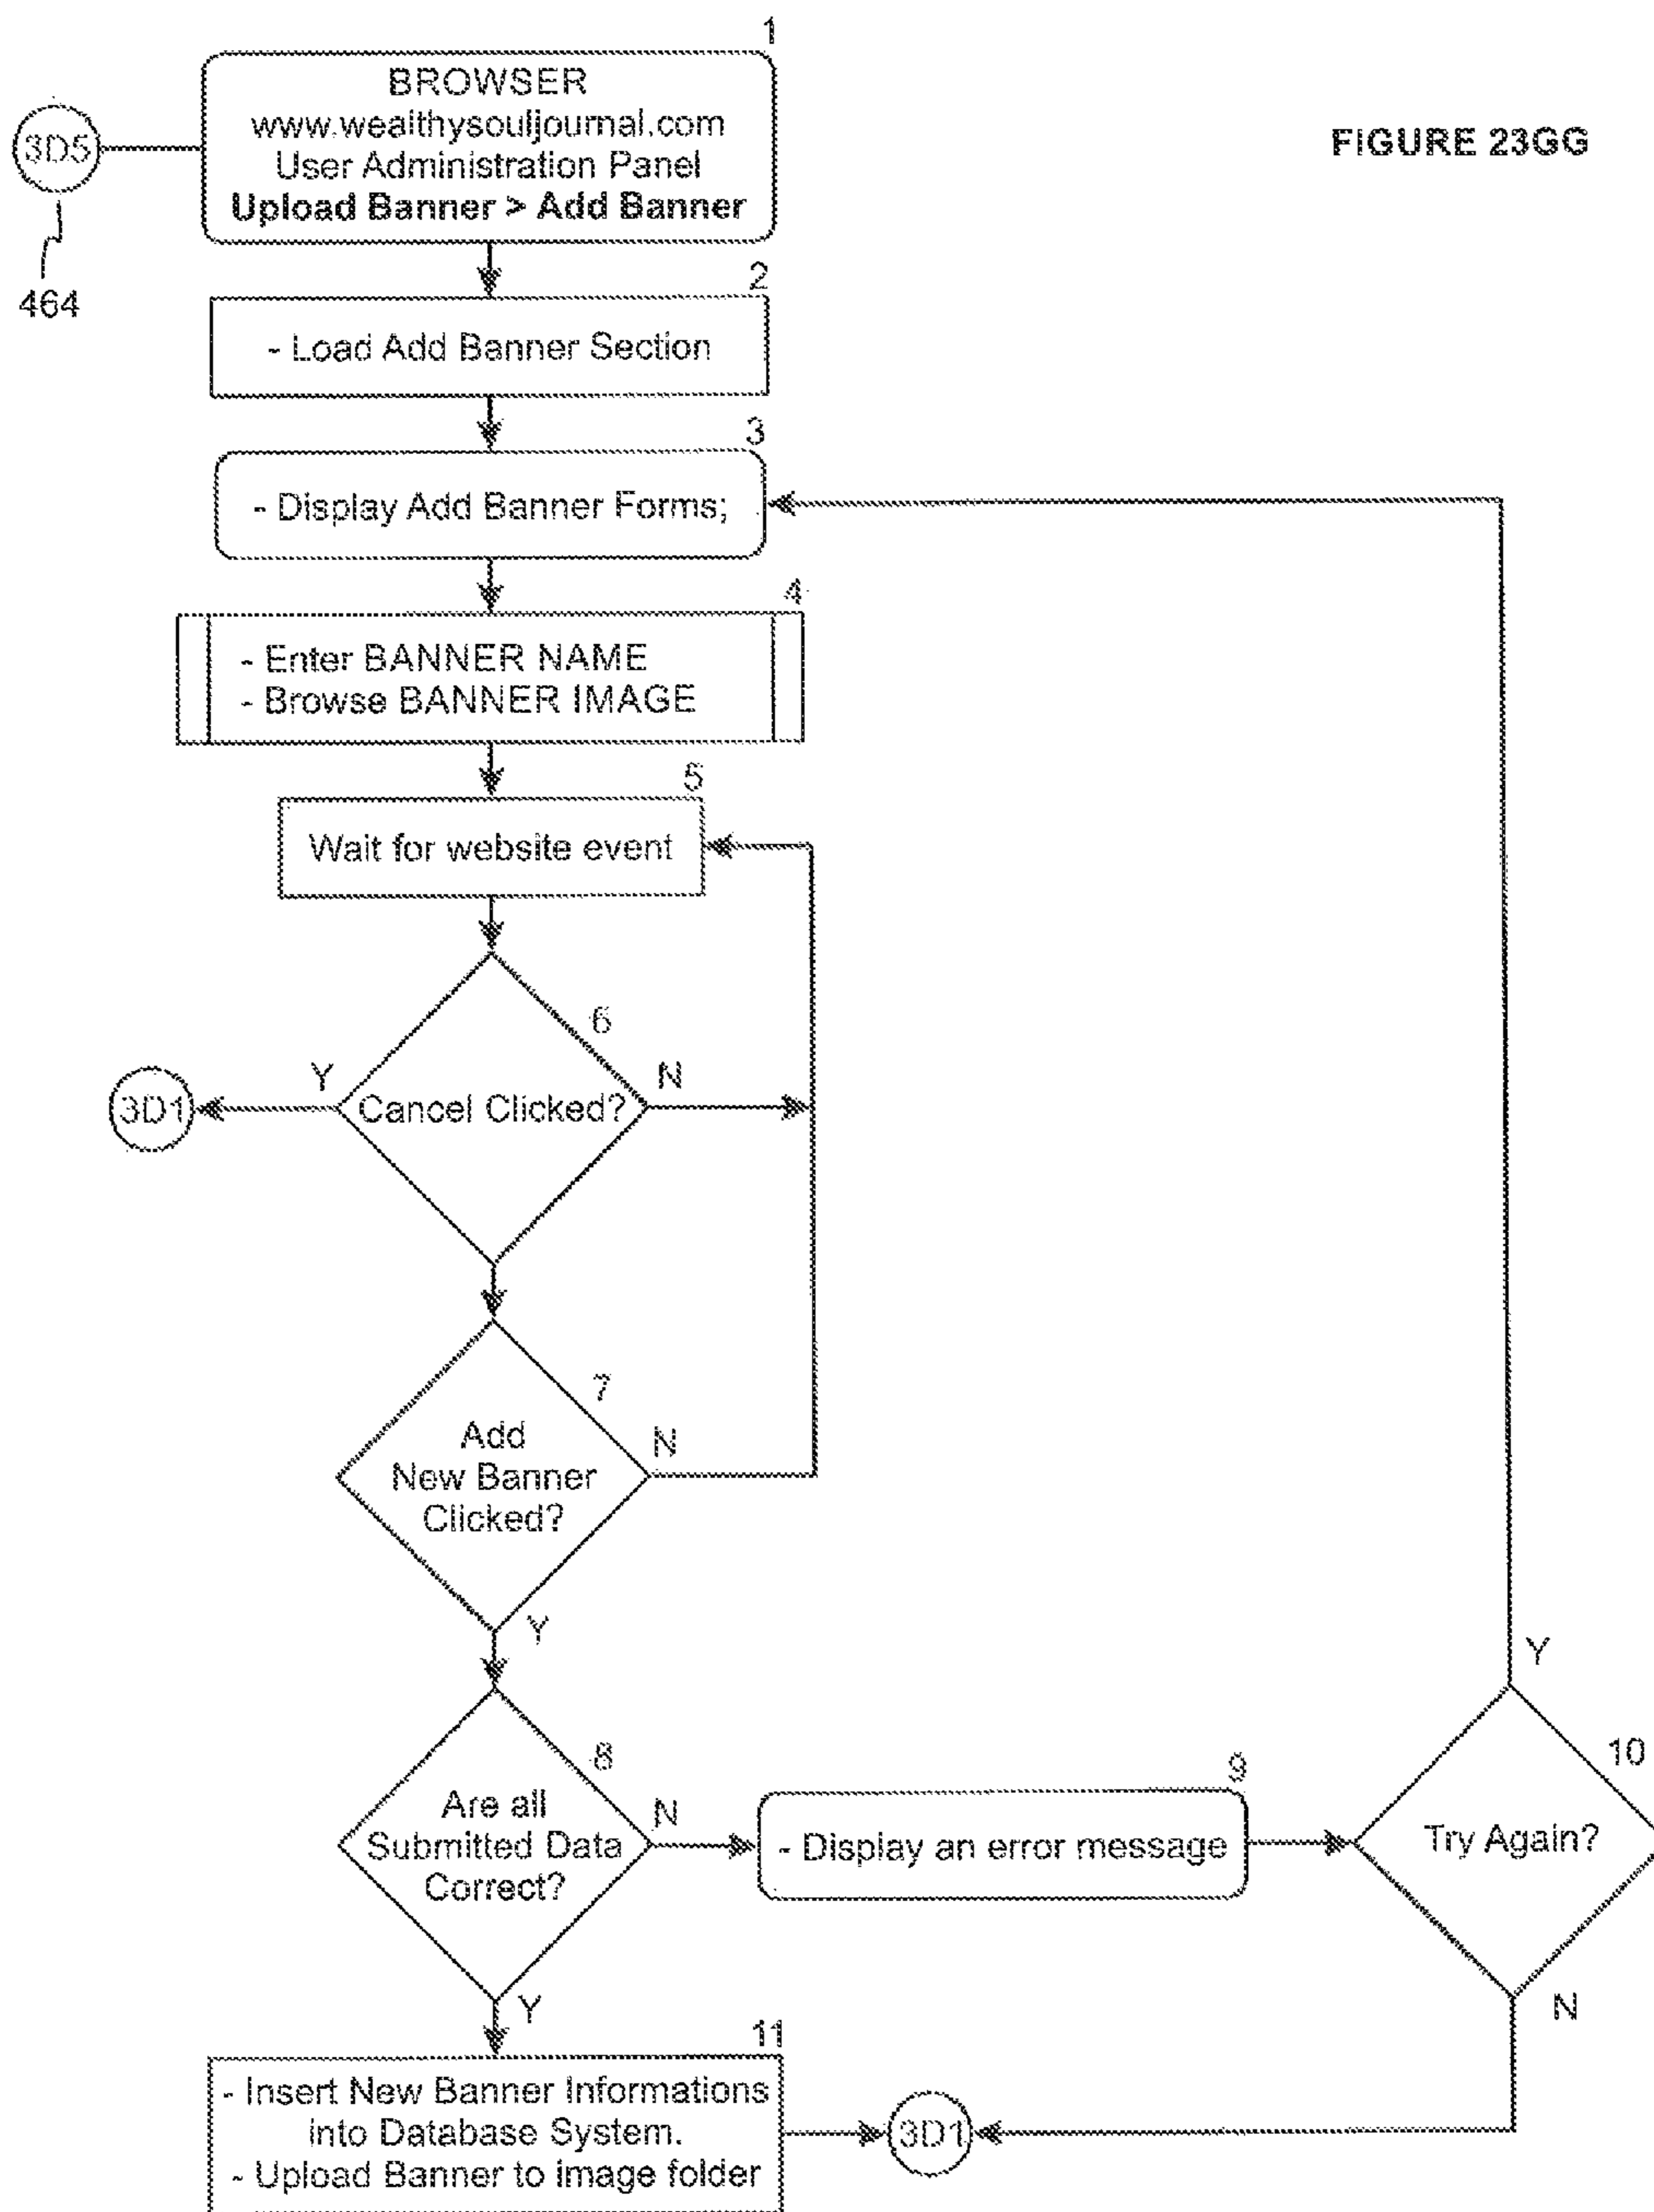 1
BROWSER
www.wealthysouljournal.com
User Administration Panel
Upload Banner > Add Banner
3D5
464
FIGURE 23GG
2
- Load Add Banner Section
3
- Display Add Banner Forms;
4
- Enter BANNER NAME
- Browse BANNER IMAGE
5
Wait for website event
6
Y
N
3D1
Cancel Clicked?
7
Add
New Banner
Clicked?
N
Y
8
Are all
Submitted Data
Correct?
N
9
- Display an error message
Y
10
Try Again?
N
Y
11
- Insert New Banner Informations
into Database System.
- Upload Banner to image folder
3D1